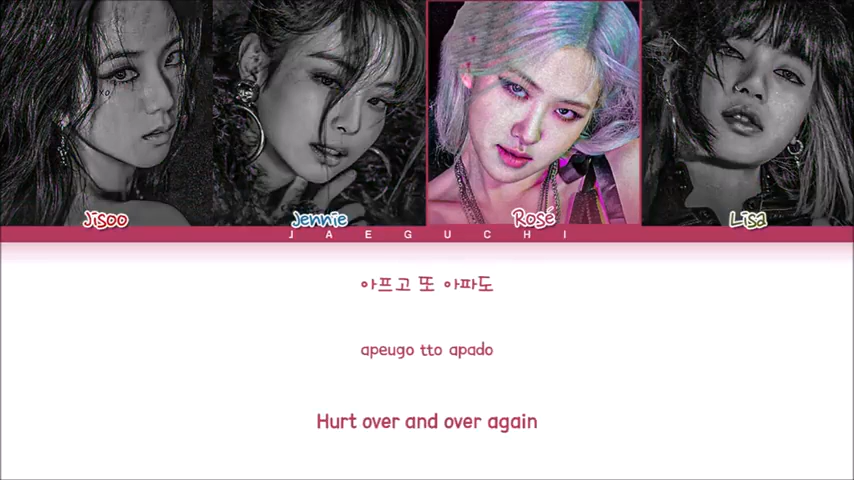 Jisoo
Jennie
Rosé
Lisa
JAEGUCHI
아프고 또 아파도
apeugo tto apado
Hurt over and over again